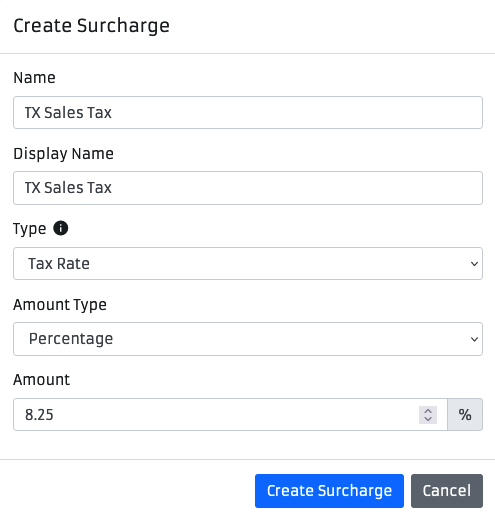 Create Surcharge
Name
TX Sales Tax
Display Name
TX Sales Tax
Type
Tax Rate
Amount Type
Percentage
Amount
8.25 %
Create Surcharge Cancel